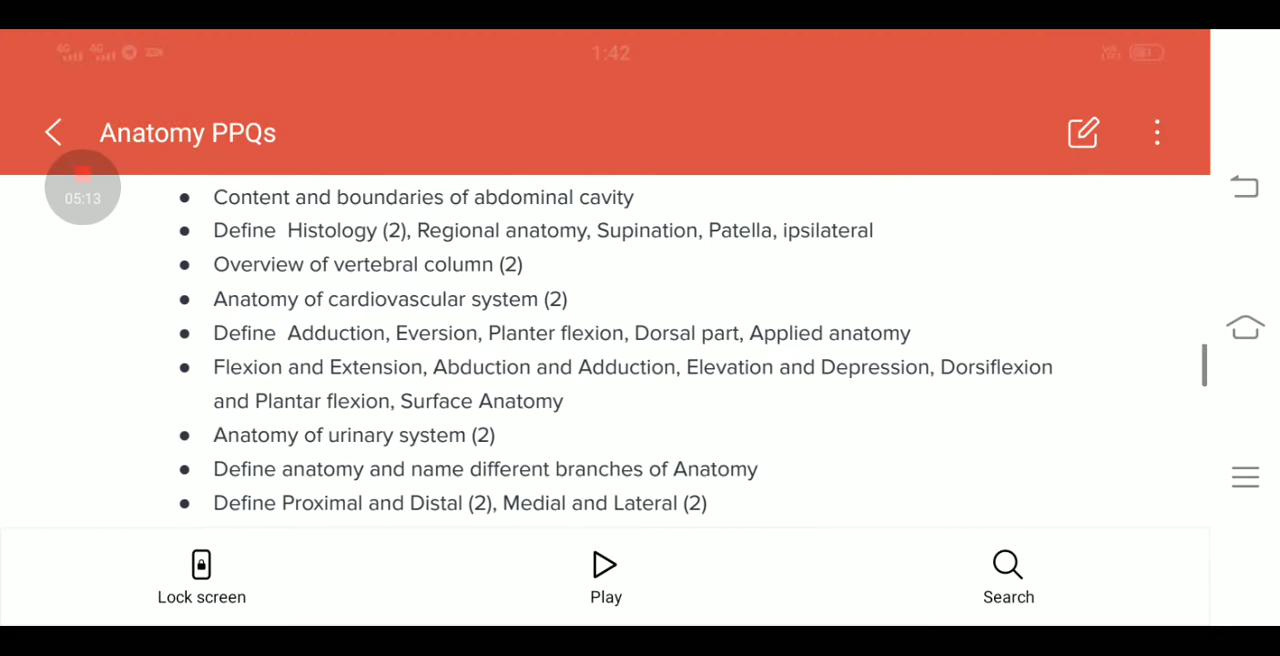 1:42
Anatomy PPQs
05:13
● Content and boundaries of abdominal cavity
● Define Histology (2), Regional anatomy, Supination, Patella, ipsilateral
● Overview of vertebral column (2)
● Anatomy of cardiovascular system (2)
● Define Adduction, Eversion, Planter flexion, Dorsal part, Applied anatomy
● Flexion and Extension, Abduction and Adduction, Elevation and Depression, Dorsiflexion
and Plantar flexion, Surface Anatomy
● Anatomy of urinary system (2)
● Define anatomy and name different branches of Anatomy
● Define Proximal and Distal (2), Medial and Lateral (2)
Lock screen Play Search